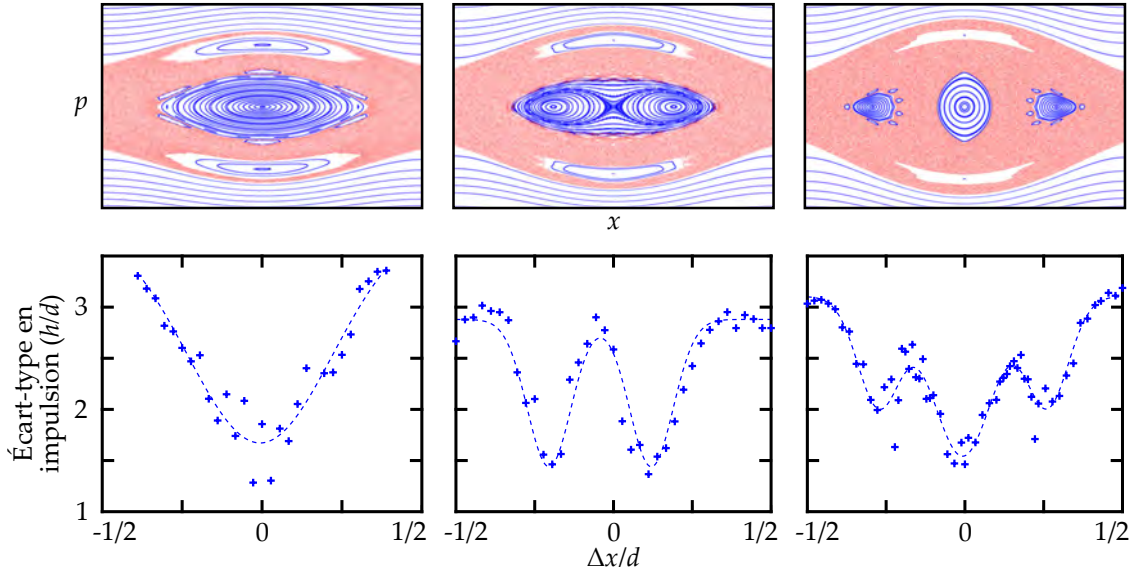 p
x
Écart-type en
impulsion (h/d)
3
2
1
-1/2 0 1/2 -1/2 0 1/2 -1/2 0 1/2
Δx/d